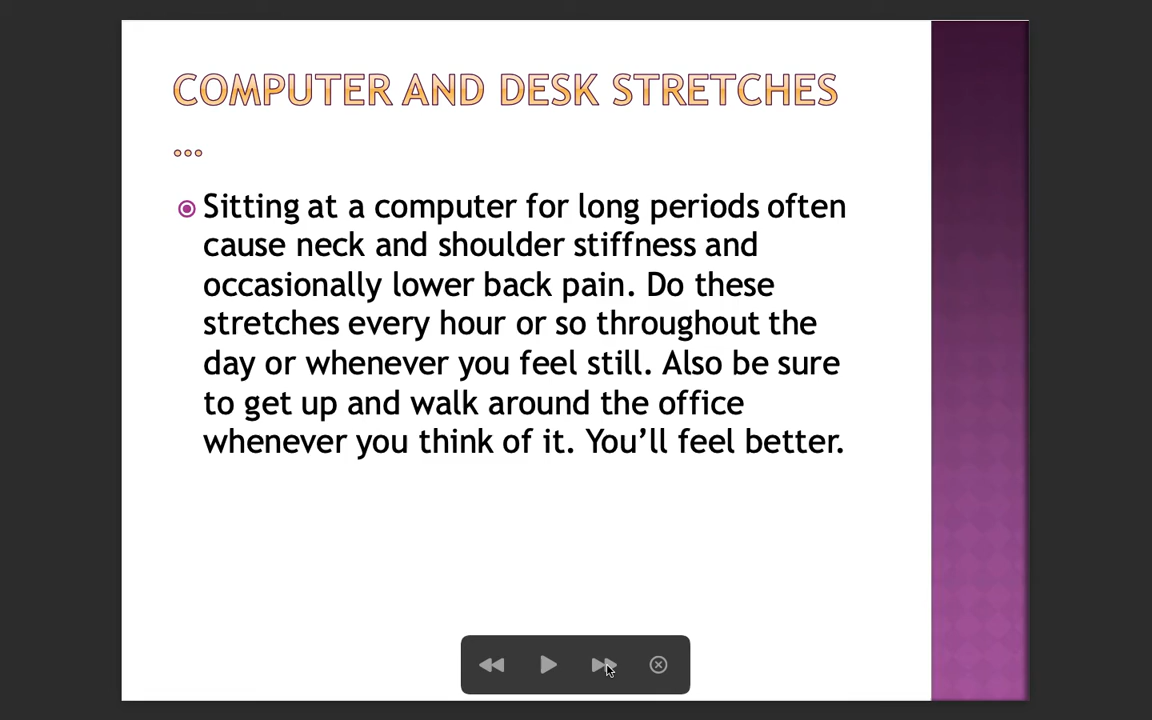 COMPUTER AND DESK STRETCHES
...
Sitting at a computer for long periods often
cause neck and shoulder stiffness and
occasionally lower back pain. Do these
stretches every hour or so throughout the
day or whenever you feel still. Also be sure
to get up and walk around the office
whenever you think of it. You’ll feel better.